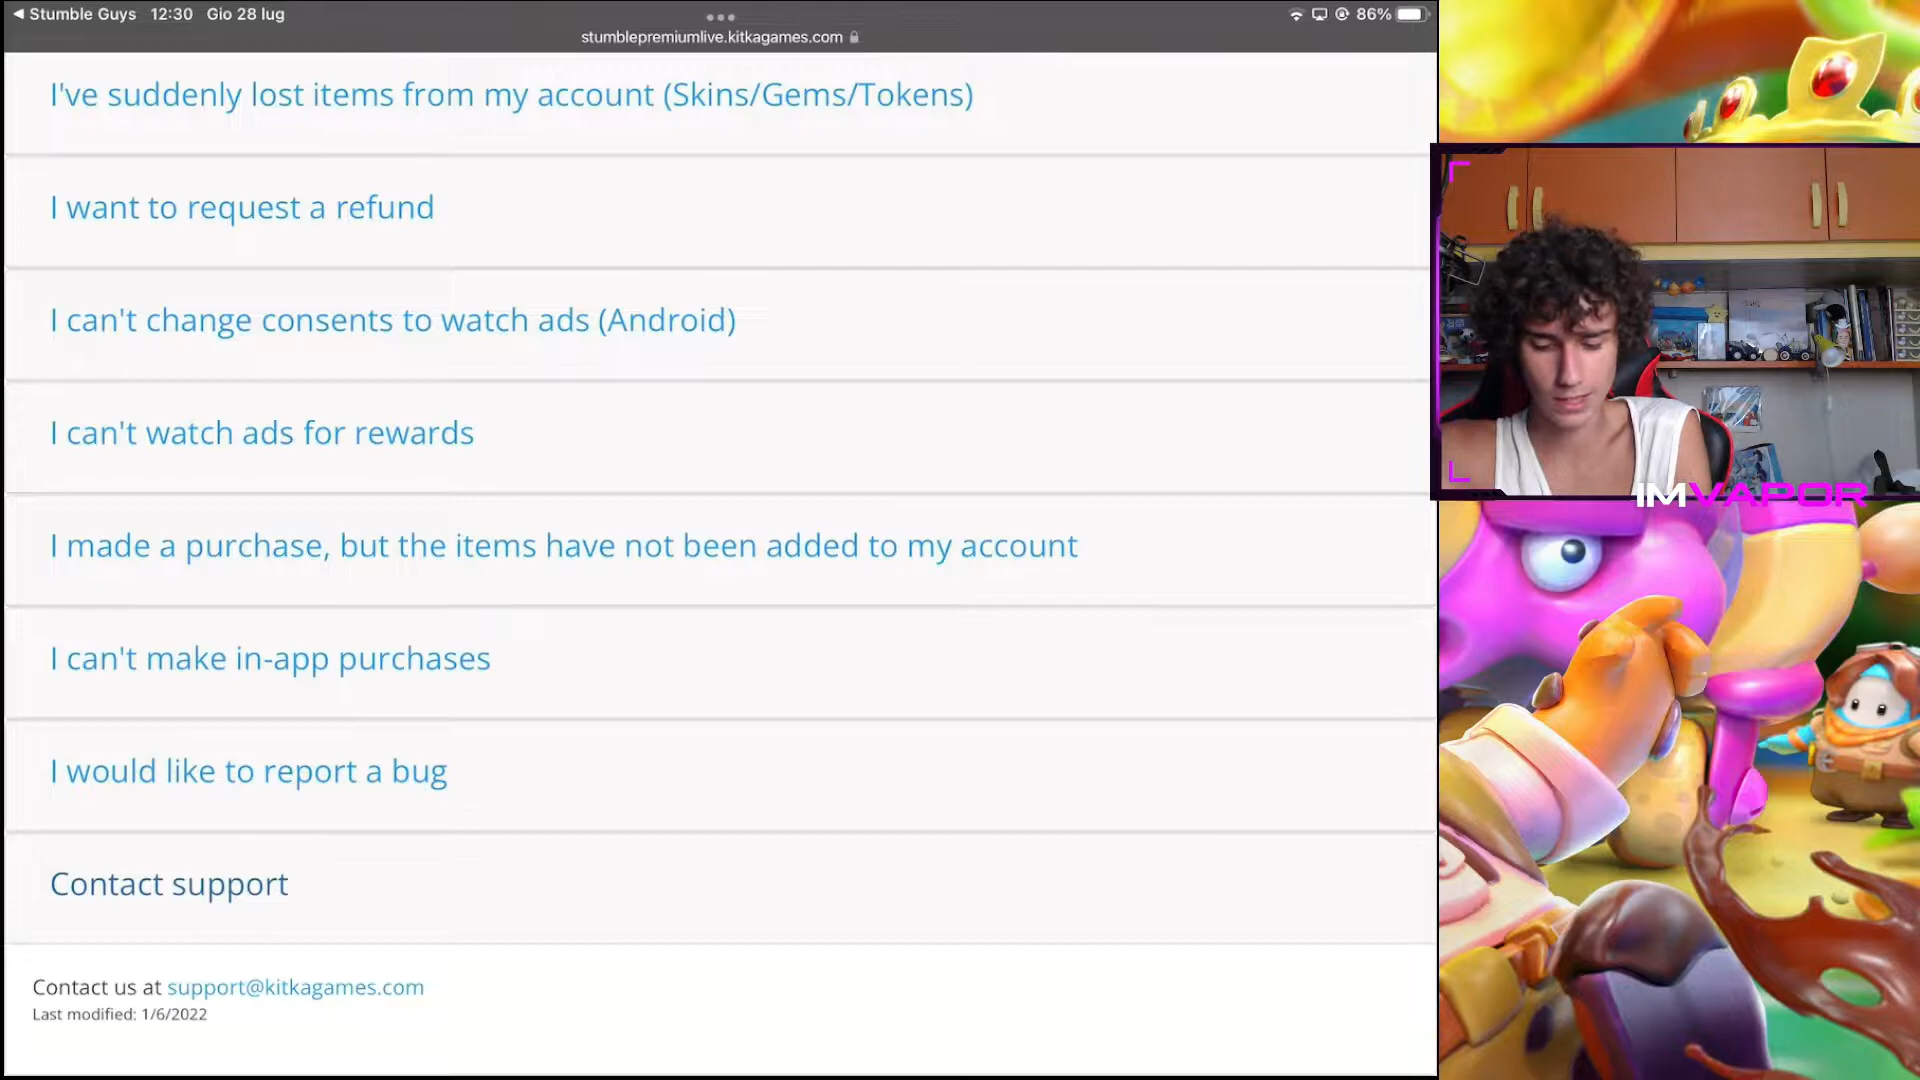 Stumble Guys 12:30 Gio 28 lug
86%
stumblepremiumlive.kitkagames.com
I've suddenly lost items from my account (Skins/Gems/Tokens)
I want to request a refund
I can't change consents to watch ads (Android)
I can't watch ads for rewards
I made a purchase, but the items have not been added to my account
I can't make in-app purchases
I would like to report a bug
Contact support
Contact us at support@kitkagames.com
Last modified: 1/6/2022
IMVAPOR